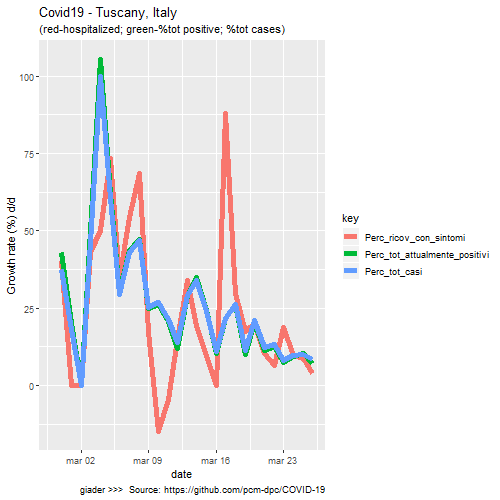 Covid19 - Tuscany, Italy
(red-hospitalized; green-%tot positive; %tot cases)
Growth rate (%) d/d
100
75
50
25
0
mar 02 mar 09 mar 16 mar 23
date
key
Perc_ricov_con_sintomi
Perc_tot_attualmente_positivi
Perc_tot_casi
giader >>> Source: https://github.com/pcm-dpc/COVID-19